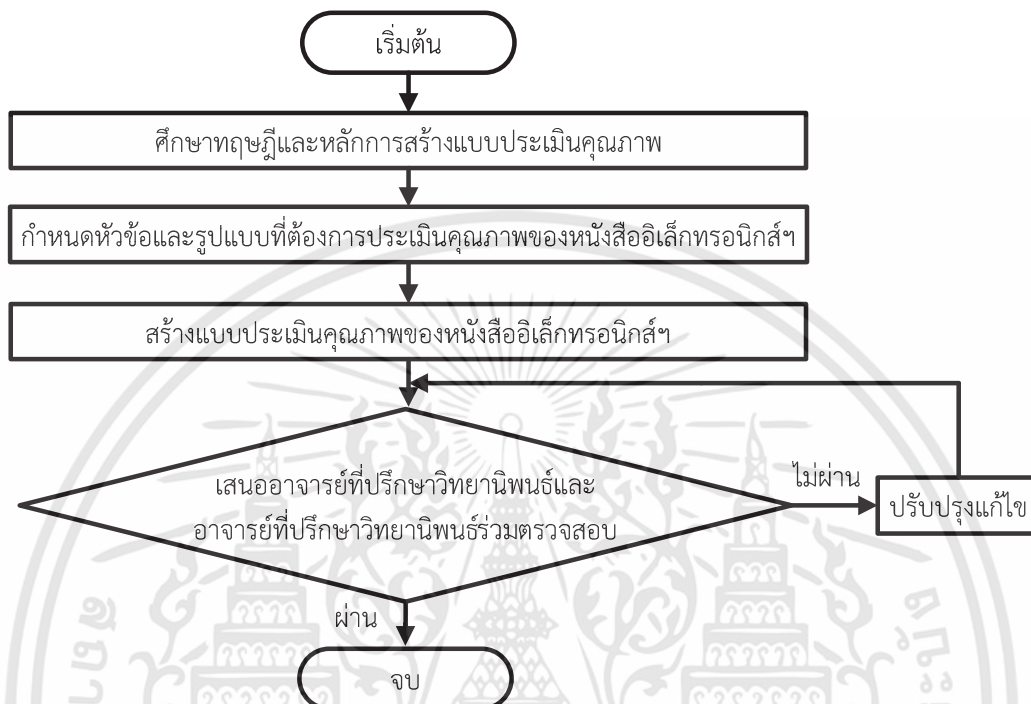 เริ่มต้น
ศึกษาทฤษฎีและหลักการสร้างแบบประเมินคุณภาพ
กำหนดหัวข้อและรูปแบบที่ต้องการประเมินคุณภาพของหนังสืออิเล็กทรอนิกส์ฯ
สร้างแบบประเมินคุณภาพของหนังสืออิเล็กทรอนิกส์ฯ
เสนออาจารย์ที่ปรึกษาวิทยานิพนธ์และ
อาจารย์ที่ปรึกษาวิทยานิพนธ์ร่วมตรวจสอบ
ไม่ผ่าน
ปรับปรุงแก้ไข
ผ่าน
จบ